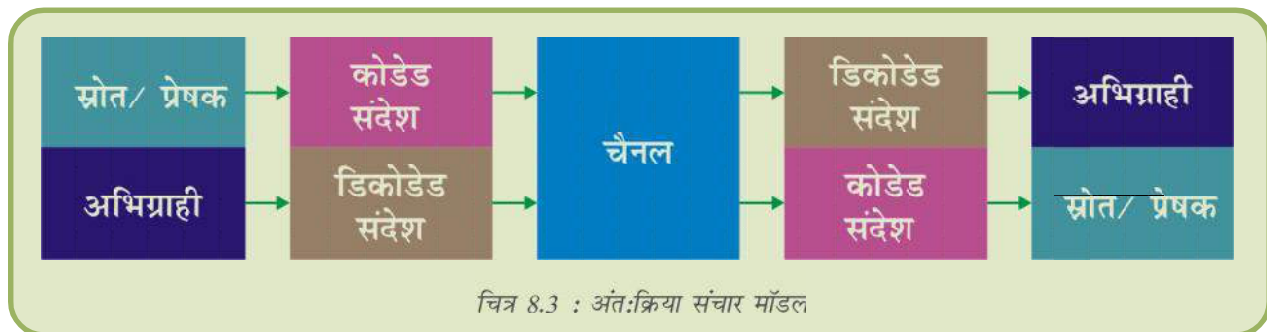 स्रोत/ प्रेषक
कोडेड
संदेश
चैनल
डिकोडेड
संदेश
अभिग्राही
अभिग्राही
डिकोडेड
संदेश
कोडेड
संदेश
स्रोत/ प्रेषक
चित्र 8.3 : अंत:क्रिया संचार मॉडल